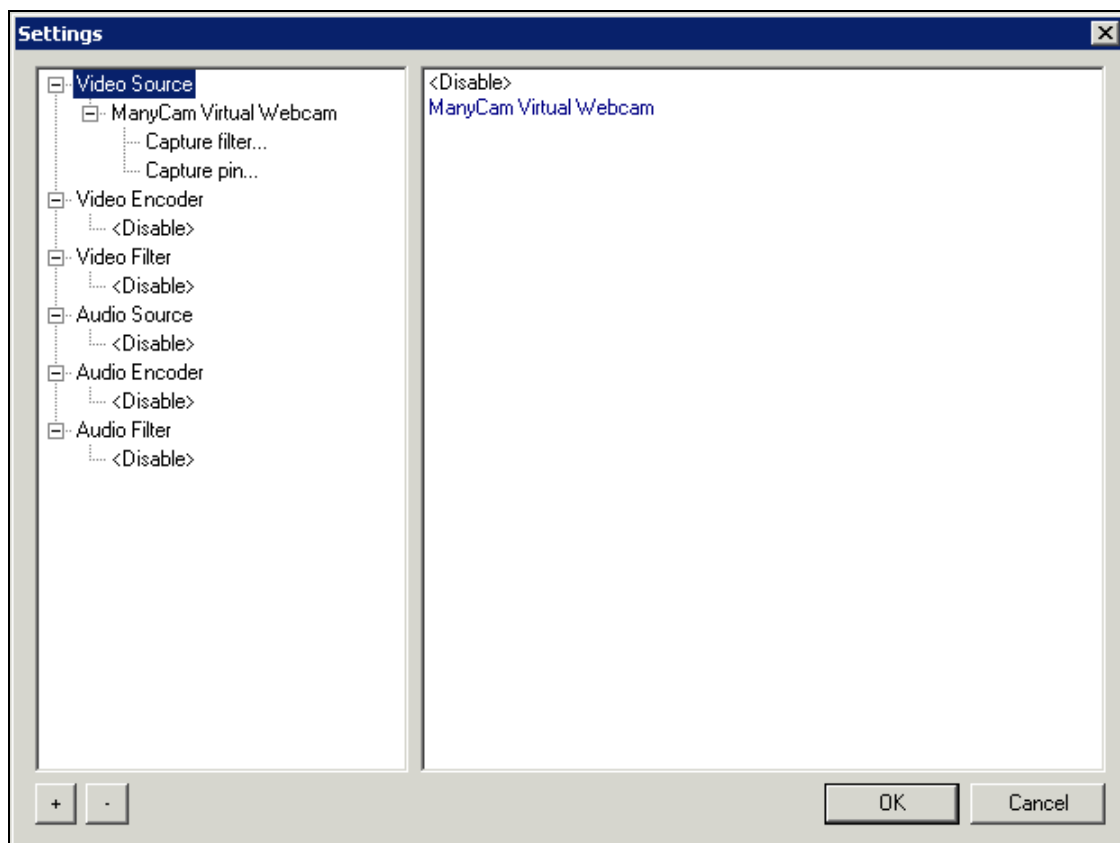 Settings
Video Source
ManyCam Virtual Webcam
Capture filter...
Capture pin...
Video Encoder
<Disable>
Video Filter
<Disable>
Audio Source
<Disable>
Audio Encoder
<Disable>
Audio Filter
<Disable>
<Disable>
ManyCam Virtual Webcam
+ -
OK Cancel